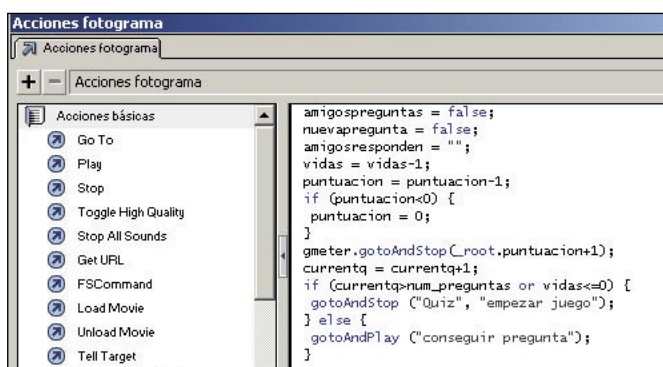 Acciones fotograma
Acciones fotograma
+ - Acciones fotograma
Acciones básicas
Go To
Play
Stop
Toggle High Quality
Stop All Sounds
Get URL
FSCommand
Load Movie
Unload Movie
Tell Target
amigospreguntas = false;
nuevapregunta = false;
amigosresponden = "";
vidas = vidas-1;
puntuacion = puntuacion-1;
if (puntuacion<0) {
puntuacion = 0;
}
gmeter.gotoAndStop(_root.puntuacion+1);
currentq = currentq+1;
if (currentq>num_preguntas or vidas<=0) {
gotoAndStop ("Quiz", "empezar juego");
} else {
gotoAndPlay ("conseguir pregunta");
}